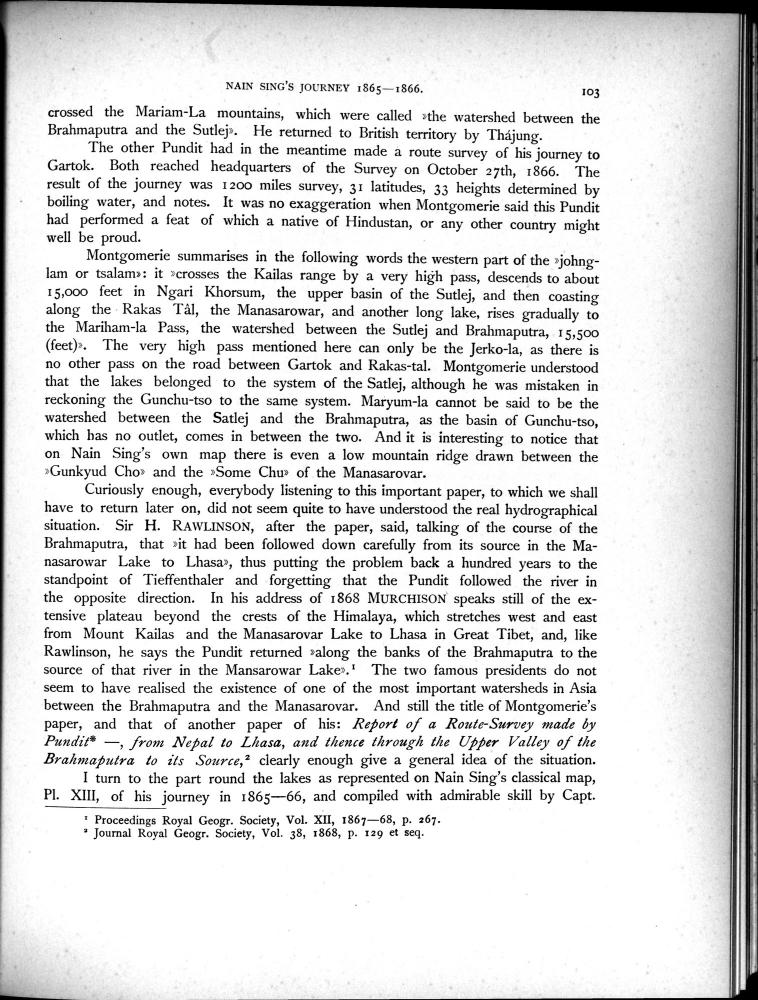 NAIN SING'S JOURNEY 1865—1866.
103
crossed the Mariam-La mountains, which were called »the watershed between the
Brahmaputra and the Sutlej». He returned to British territory by Thájung.
The other Pundit had in the meantime made a route survey of his journey to
Gartok. Both reached headquarters of the Survey on October 27th, 1866. The
result of the journey was 1200 miles survey, 31 latitudes, 33 heights determined by
boiling water, and notes. It was no exaggeration when Montgomerie said this Pundit
had performed a feat of which a native of Hindustan, or any other country might
well be proud.
Montgomerie summarises in the following words the western part of the »johng-
lam or tsalam»: it »crosses the Kailas range by a very high pass, descends to about
15,000 feet in Ngari Khorsum, the upper basin of the Sutlej, and then coasting
along the Rakas Tâl, the Manasarowar, and another long lake, rises gradually to
the Mariham-la Pass, the watershed between the Sutlej and Brahmaputra, 15,500
(feet)». The very high pass mentioned here can only be the Jerko-la, as there is
no other pass on the road between Gartok and Rakas-tal. Montgomerie understood
that the lakes belonged to the system of the Satlej, although he was mistaken in
reckoning the Gunchu-tso to the same system. Maryum-la cannot be said to be the
watershed between the Satlej and the Brahmaputra, as the basin of Gunchu-tso,
which has no outlet, comes in between the two. And it is interesting to notice that
on Nain Sing's own map there is even a low mountain ridge drawn between the
»Gunkyud Cho» and the »Some Chu» of the Manasarovar.
Curiously enough, everybody listening to this important paper, to which we shall
have to return later on, did not seem quite to have understood the real hydrographical
situation. Sir H. RAWLINSON, after the paper, said, talking of the course of the
Brahmaputra, that »it had been followed down carefully from its source in the Ma-
nasarowar Lake to Lhasa», thus putting the problem back a hundred years to the
standpoint of Tieffenthaler and forgetting that the Pundit followed the river in
the opposite direction. In his address of 1868 MURCHISON speaks still of the ex-
tensive plateau beyond the crests of the Himalaya, which stretches west and east
from Mount Kailas and the Manasarovar Lake to Lhasa in Great Tibet, and, like
Rawlinson, he says the Pundit returned »along the banks of the Brahmaputra to the
source of that river in the Mansarowar Lake».¹ The two famous presidents do not
seem to have realised the existence of one of the most important watersheds in Asia
between the Brahmaputra and the Manasarovar. And still the title of Montgomerie's
paper, and that of another paper of his: Report of a Route-Survey made by
Pundit* —, from Nepal to Lhasa, and thence through the Upper Valley of the
Brahmaputra to its Source,² clearly enough give a general idea of the situation.
I turn to the part round the lakes as represented on Nain Sing's classical map,
Pl. XIII, of his journey in 1865—66, and compiled with admirable skill by Capt.
¹ Proceedings Royal Geogr. Society, Vol. XII, 1867—68, p. 267.
² Journal Royal Geogr. Society, Vol. 38, 1868, p. 129 et seq.